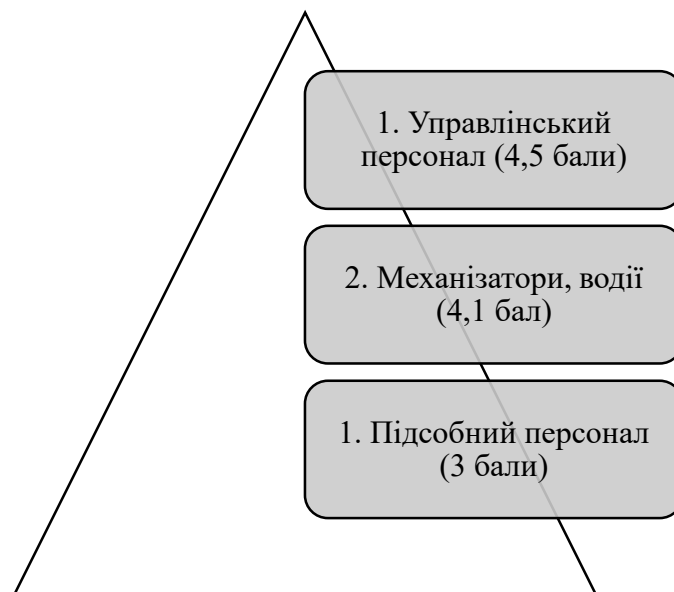 1. Управлінський
персонал (4,5 бали)
2. Механізатори, водії
(4,1 бал)
1. Підсобний персонал
(3 бали)